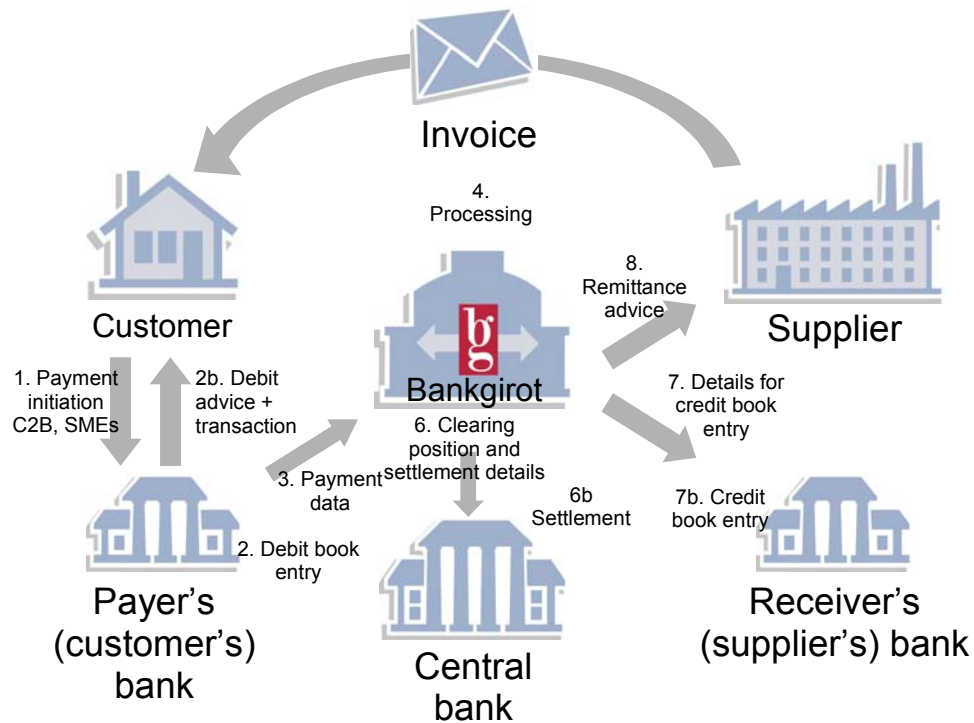 Invoice
4.
Processing
Customer
bg
Bankgirot
8.
Remittance
advice
Supplier
1. Payment
initiation
C2B, SMEs
2b. Debit
advice +
transaction
3. Payment
data
2. Debit book
entry
6. Clearing
position and
settlement details
6b
Settlement
7. Details for
credit book
entry
7b. Credit
book entry
Payer's
(customer's)
bank
Central
bank
Receiver's
(supplier's) bank